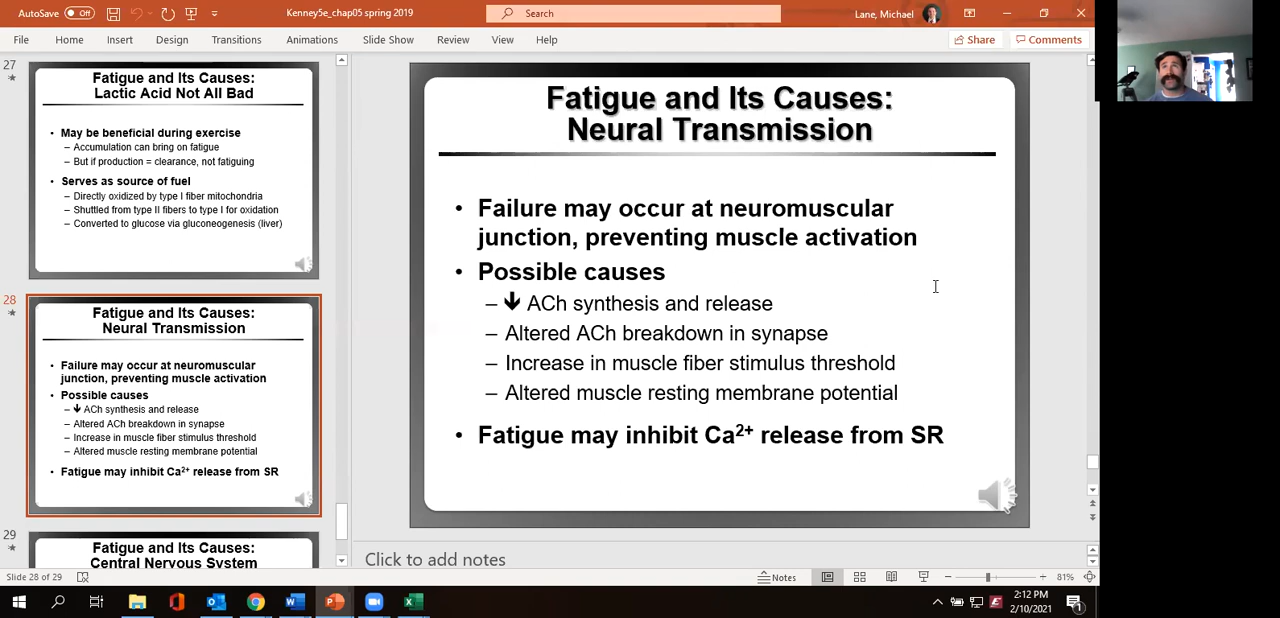 AutoSave Off Kenney5e_chap05 spring 2019 Search Lane, Michael
File Home Insert Design Transitions Animations Slide Show Review View Help Share Comments
27
Fatigue and Its Causes:
Lactic Acid Not All Bad
• May be beneficial during exercise
– Accumulation can bring on fatigue
– But if production = clearance, not fatiguing
• Serves as source of fuel
– Directly oxidized by type I fiber mitochondria
– Shuttled from type II fibers to type I for oxidation
– Converted to glucose via gluconeogenesis (liver)
28
Fatigue and Its Causes:
Neural Transmission
• Failure may occur at neuromuscular
junction, preventing muscle activation
• Possible causes
– 🡻 ACh synthesis and release
– Altered ACh breakdown in synapse
– Increase in muscle fiber stimulus threshold
– Altered muscle resting membrane potential
• Fatigue may inhibit Ca²⁺ release from SR
29
Fatigue and Its Causes:
Central Nervous System
Fatigue and Its Causes:
Neural Transmission
• Failure may occur at neuromuscular
junction, preventing muscle activation
• Possible causes
– 🡻 ACh synthesis and release
– Altered ACh breakdown in synapse
– Increase in muscle fiber stimulus threshold
– Altered muscle resting membrane potential
• Fatigue may inhibit Ca²⁺ release from SR
Click to add notes
Slide 28 of 29 Notes 81%
2:12 PM
2/10/2021
1